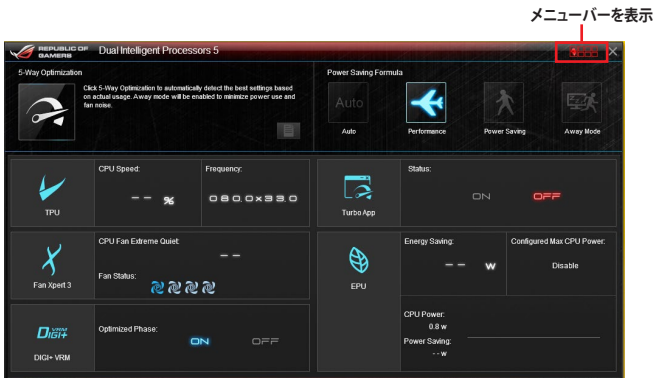 メニューバーを表示
REPUBLIC OF
GAMERS
Dual Intelligent Processors 5
5-Way Optimization
Click 5-Way Optimization to automatically detect the best settings based
on actual usage. Away mode will be enabled to minimize power use and
fan noise.
Power Saving Formula
Auto
Auto
Performance
Power Saving
Away Mode
TPU
CPU Speed:
-- %
Frequency:
080.0x33.0
Turbo App
Status:
ON
OFF
Fan Xpert 3
CPU Fan Extreme Quiet:
--
Fan Status:
EPU
Energy Saving:
-- W
Configured Max CPU Power:
Disable
CPU Power:
0.8 w
Power Saving:
-- w
DIGI+ VRM
DIGI+ VRM
Optimized Phase:
ON
OFF